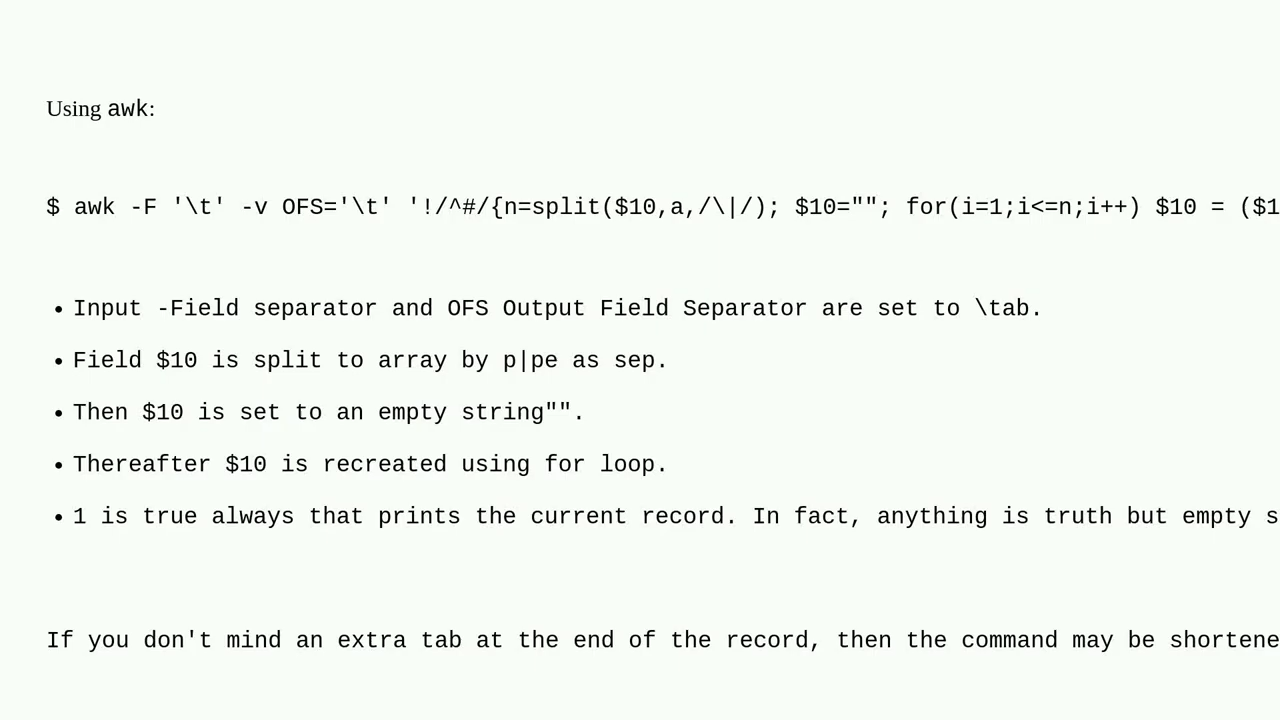 Using awk:
$ awk -F '\t' -v OFS='\t' '!/^#/{n=split($10,a,/\|/); $10=""; for(i=1;i<=n;i++) $10 = ($1
• Input -Field separator and OFS Output Field Separator are set to \tab.
• Field $10 is split to array by p|pe as sep.
• Then $10 is set to an empty string"".
• Thereafter $10 is recreated using for loop.
• 1 is true always that prints the current record. In fact, anything is truth but empty s
If you don't mind an extra tab at the end of the record, then the command may be shortene